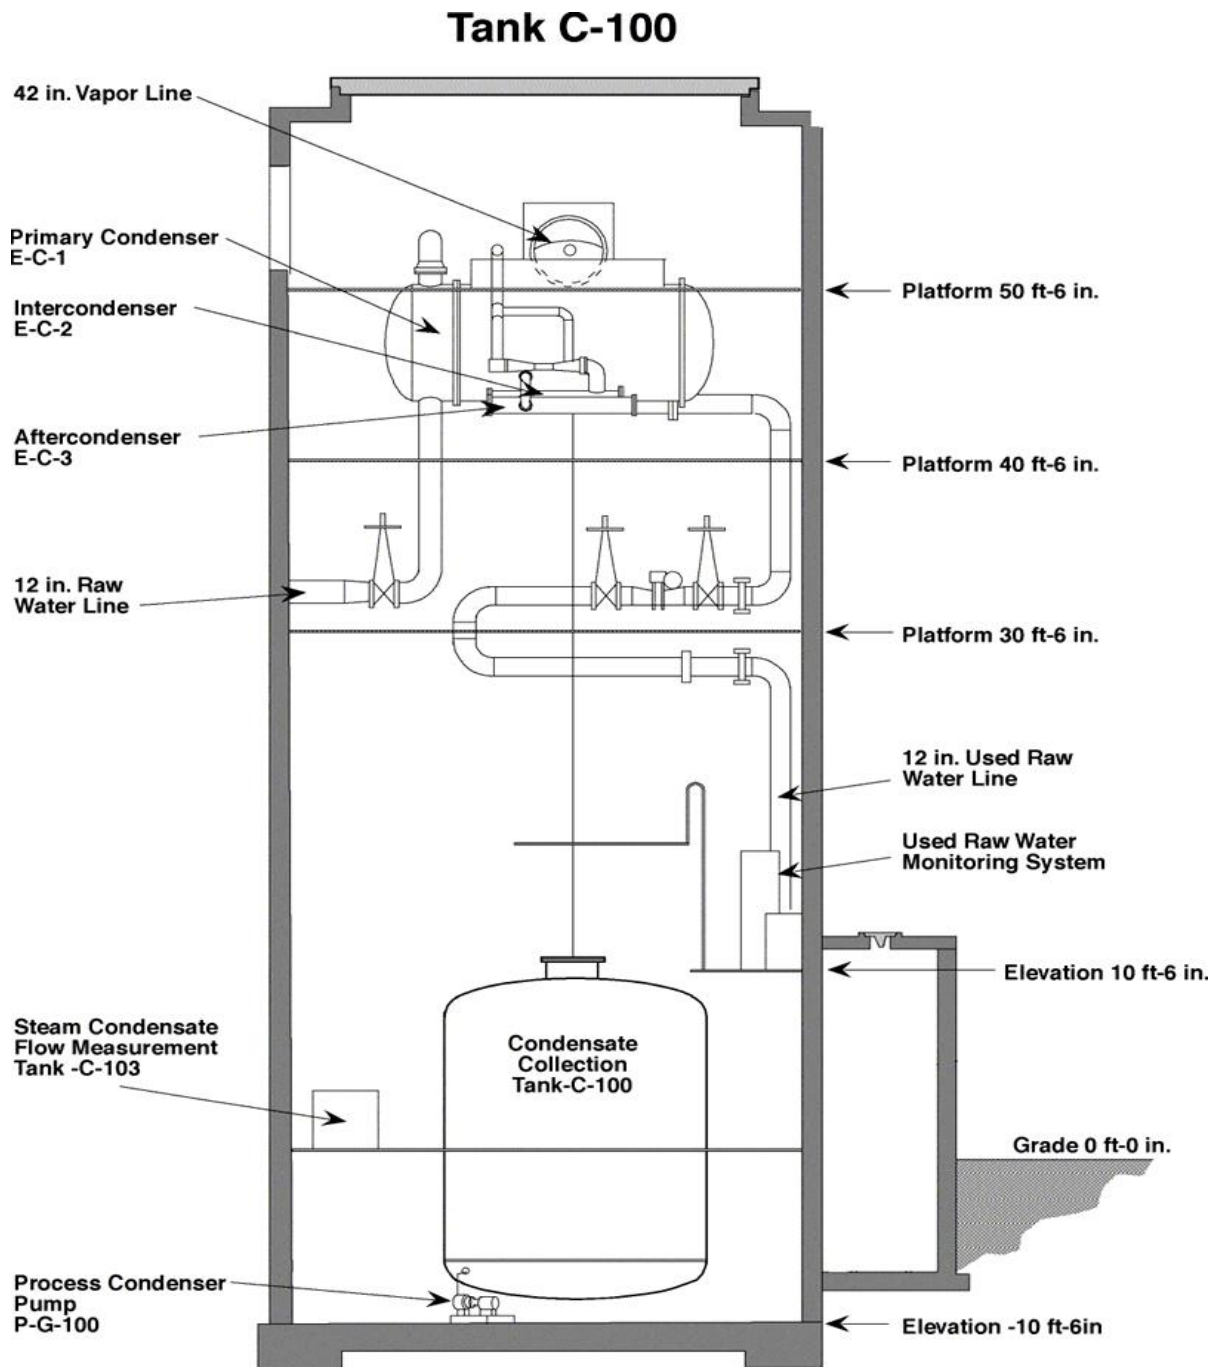 Tank C-100
42 in. Vapor Line
Primary Condenser
E-C-1
Intercondenser
E-C-2
Aftercondenser
E-C-3
12 in. Raw
Water Line
Steam Condensate
Flow Measurement
Tank -C-103
Process Condenser
Pump
P-G-100
Condensate
Collection
Tank-C-100
Platform 50 ft-6 in.
Platform 40 ft-6 in.
Platform 30 ft-6 in.
12 in. Used Raw
Water Line
Used Raw Water
Monitoring System
Elevation 10 ft-6 in.
Grade 0 ft-0 in.
Elevation -10 ft-6in